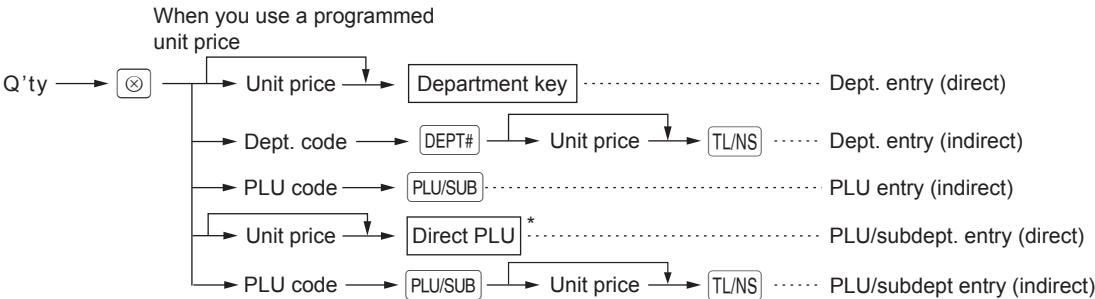 When you use a programmed
unit price
Q'ty ⊗ Unit price Department key Dept. entry (direct)
Dept. code DEPT# Unit price TL/NS Dept. entry (indirect)
PLU code PLU/SUB PLU entry (indirect)
Unit price Direct PLU * PLU/subdept. entry (direct)
PLU code PLU/SUB Unit price TL/NS PLU/subdept entry (indirect)